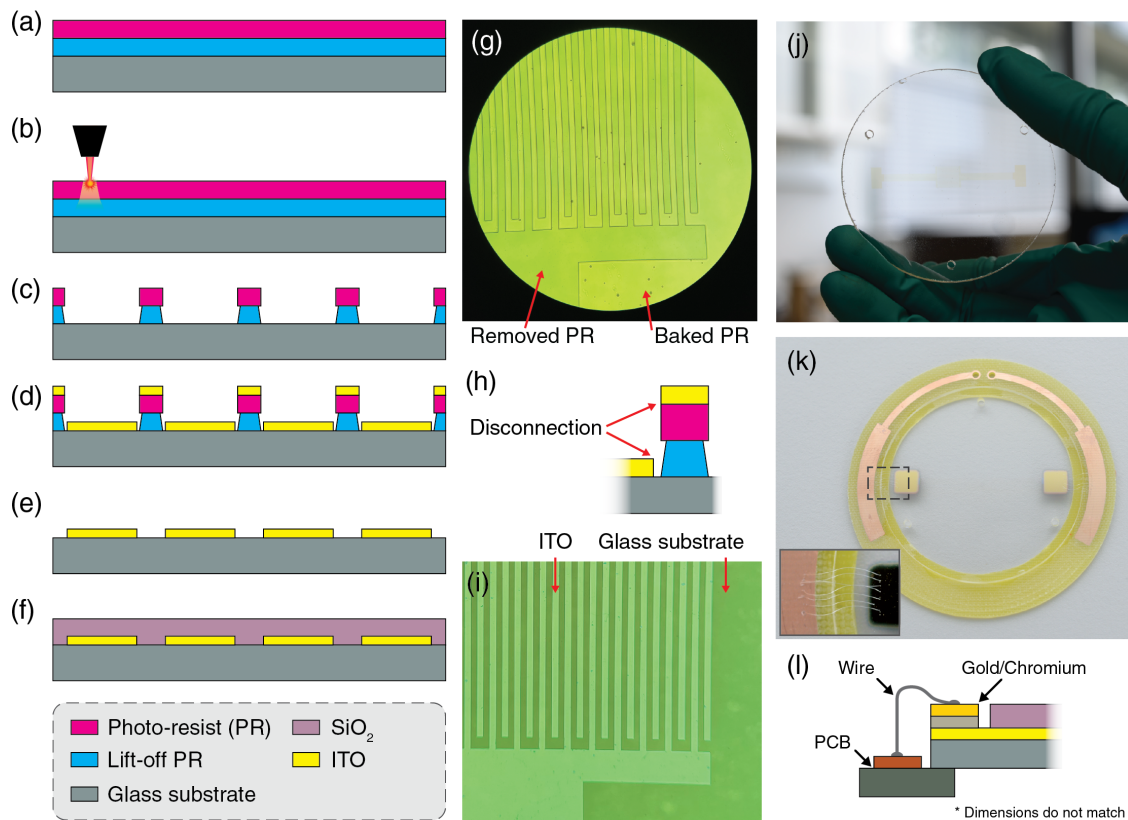 (a)
(b)
(c)
(d)
(e)
(f)
Photo-resist (PR)
SiO2
Lift-off PR
ITO
Glass substrate
(g)
Removed PR
Baked PR
(h)
Disconnection
ITO
Glass substrate
(i)
(j)
(k)
(l)
Wire
Gold/Chromium
PCB
* Dimensions do not match